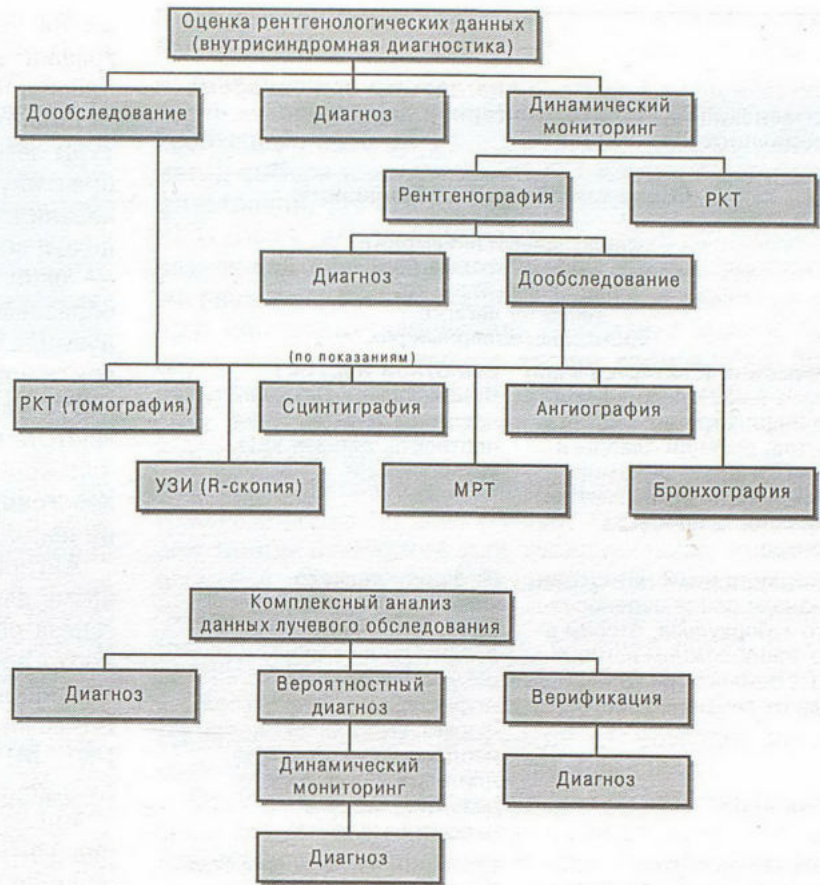 Оценка рентгенологических данных
(внутрисиндромная диагностика)
Дообследование
Диагноз
Динамический
мониторинг
Рентгенография
РКТ
Диагноз
Дообследование
(по показаниям)
РКТ (томография)
Сцинтиграфия
Ангиография
УЗИ (R-скопия)
МРТ
Бронхография
Комплексный анализ
данных лучевого обследования
Диагноз
Вероятностный
диагноз
Верификация
Динамический
мониторинг
Диагноз
Диагноз